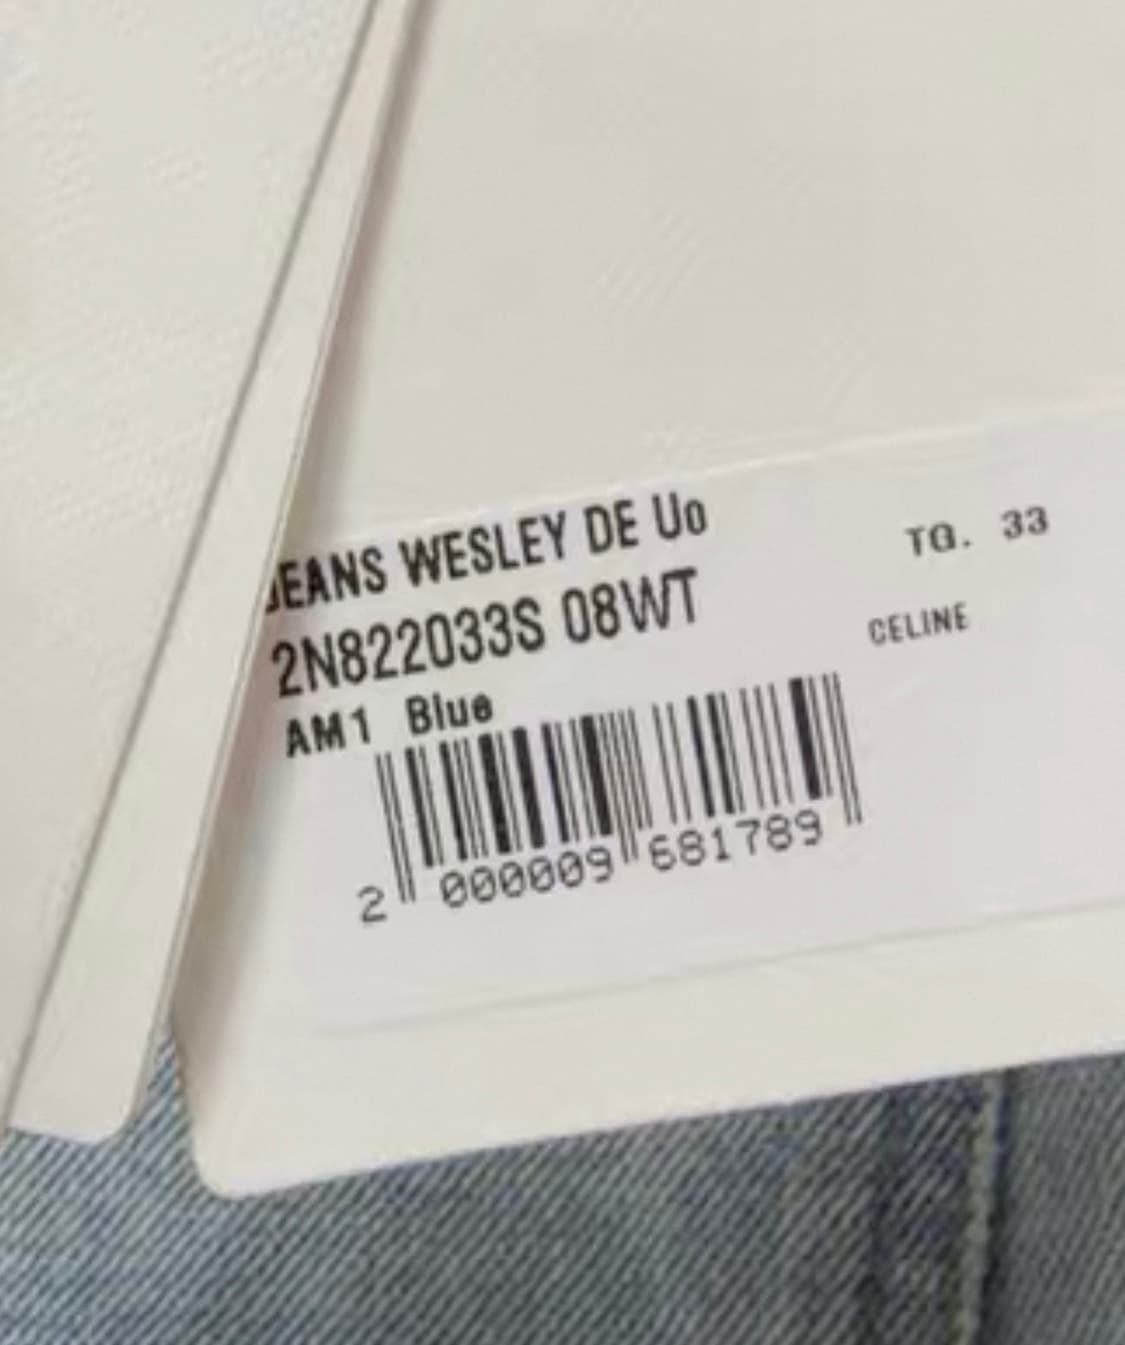 JEANS WESLEY DE Uo
TG. 33
2N822033S 08WT
CELINE
AM1 Blue
2 000009 681789